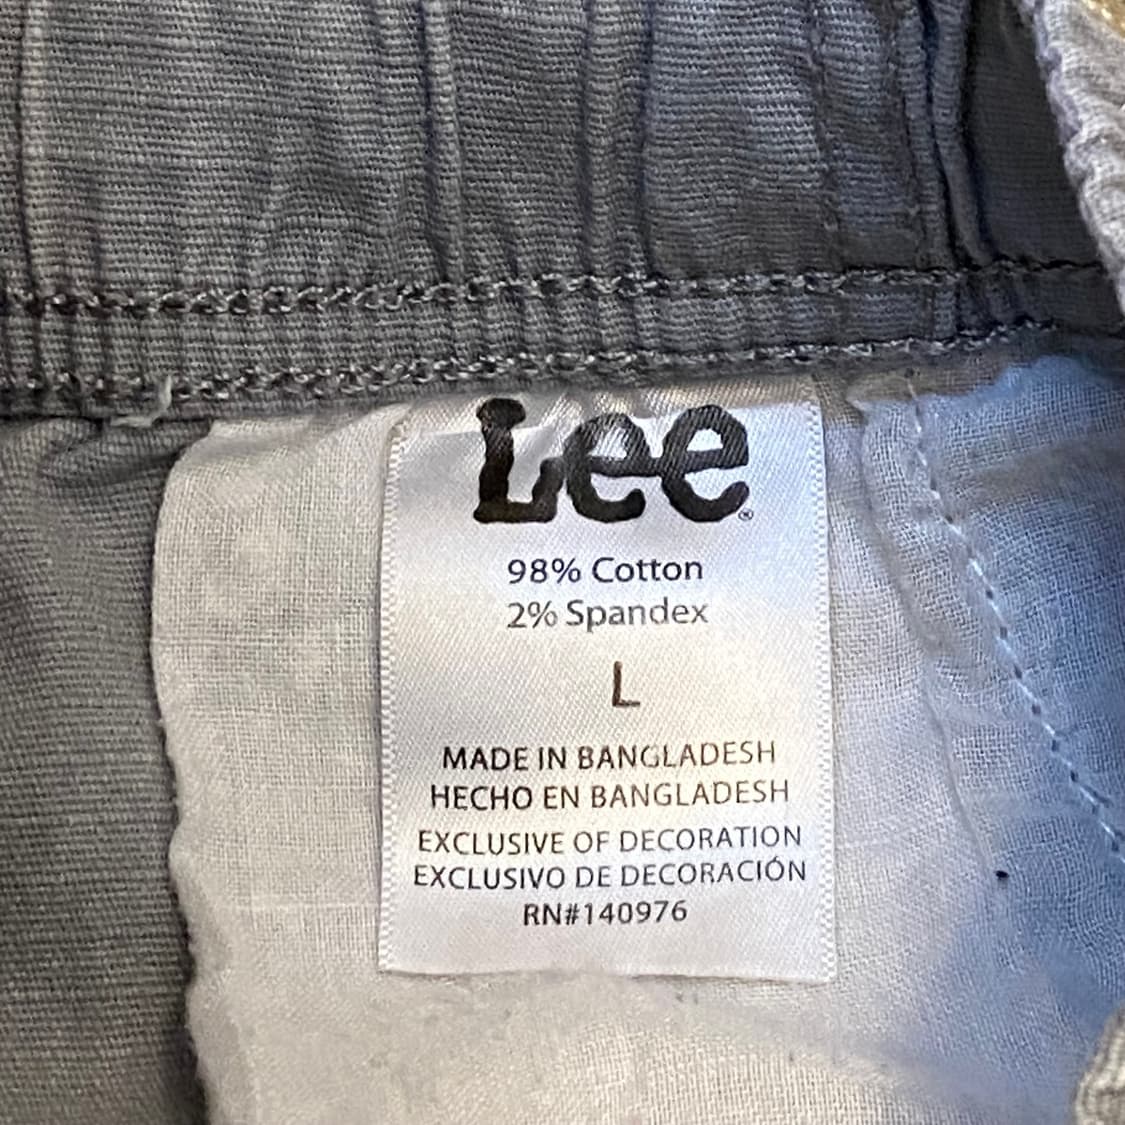 Lee®
98% Cotton
2% Spandex
L
MADE IN BANGLADESH
HECHO EN BANGLADESH
EXCLUSIVE OF DECORATION
EXCLUSIVO DE DECORACIÓN
RN#140976